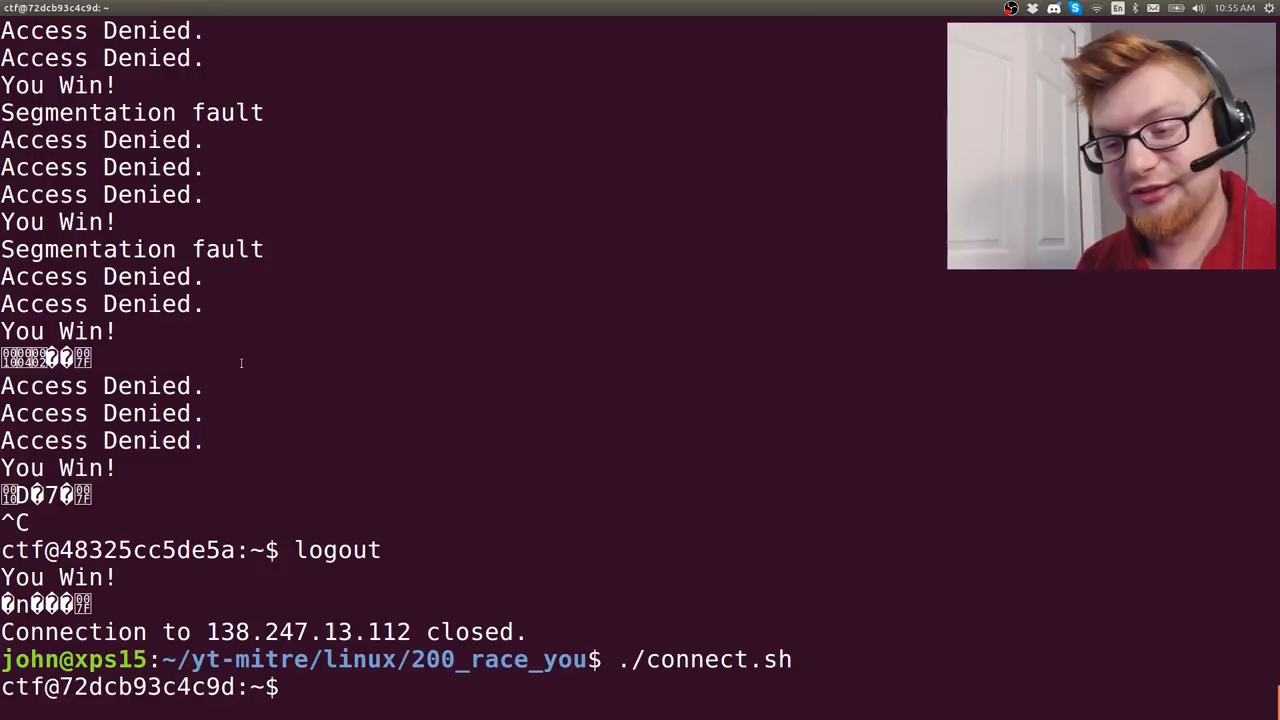 ctf@72dcb93c4c9d: ~
En
10:55 AM
Access Denied.
Access Denied.
You Win!
Segmentation fault
Access Denied.
Access Denied.
Access Denied.
You Win!
Segmentation fault
Access Denied.
Access Denied.
You Win!
Access Denied.
Access Denied.
Access Denied.
You Win!
D�7�
^C
ctf@48325cc5de5a:~$ logout
You Win!
�n���
Connection to 138.247.13.112 closed.
john@xps15:~/yt-mitre/linux/200_race_you$ ./connect.sh
ctf@72dcb93c4c9d:~$